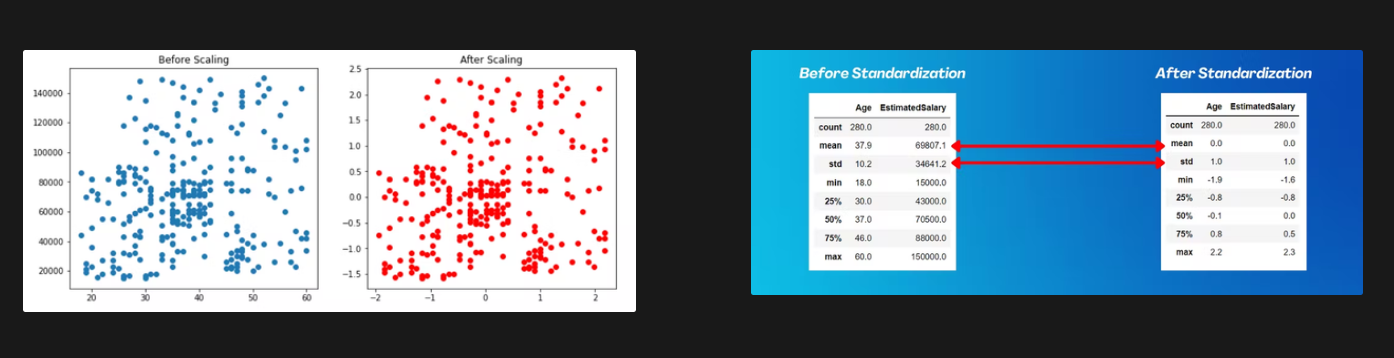 Before Scaling
140000
120000
100000
80000
60000
40000
20000
20 30 40 50 60
After Scaling
2.5
2.0
1.5
1.0
0.5
0.0
−0.5
−1.0
−1.5
−2 −1 0 1 2
Before Standardization
Age EstimatedSalary
count 280.0 280.0
mean 37.9 69807.1
std 10.2 34641.2
min 18.0 15000.0
25% 30.0 43000.0
50% 37.0 70500.0
75% 46.0 88000.0
max 60.0 150000.0
After Standardization
Age EstimatedSalary
count 280.0 280.0
mean 0.0 0.0
std 1.0 1.0
min -1.9 -1.6
25% -0.8 -0.8
50% -0.1 0.0
75% 0.8 0.5
max 2.2 2.3